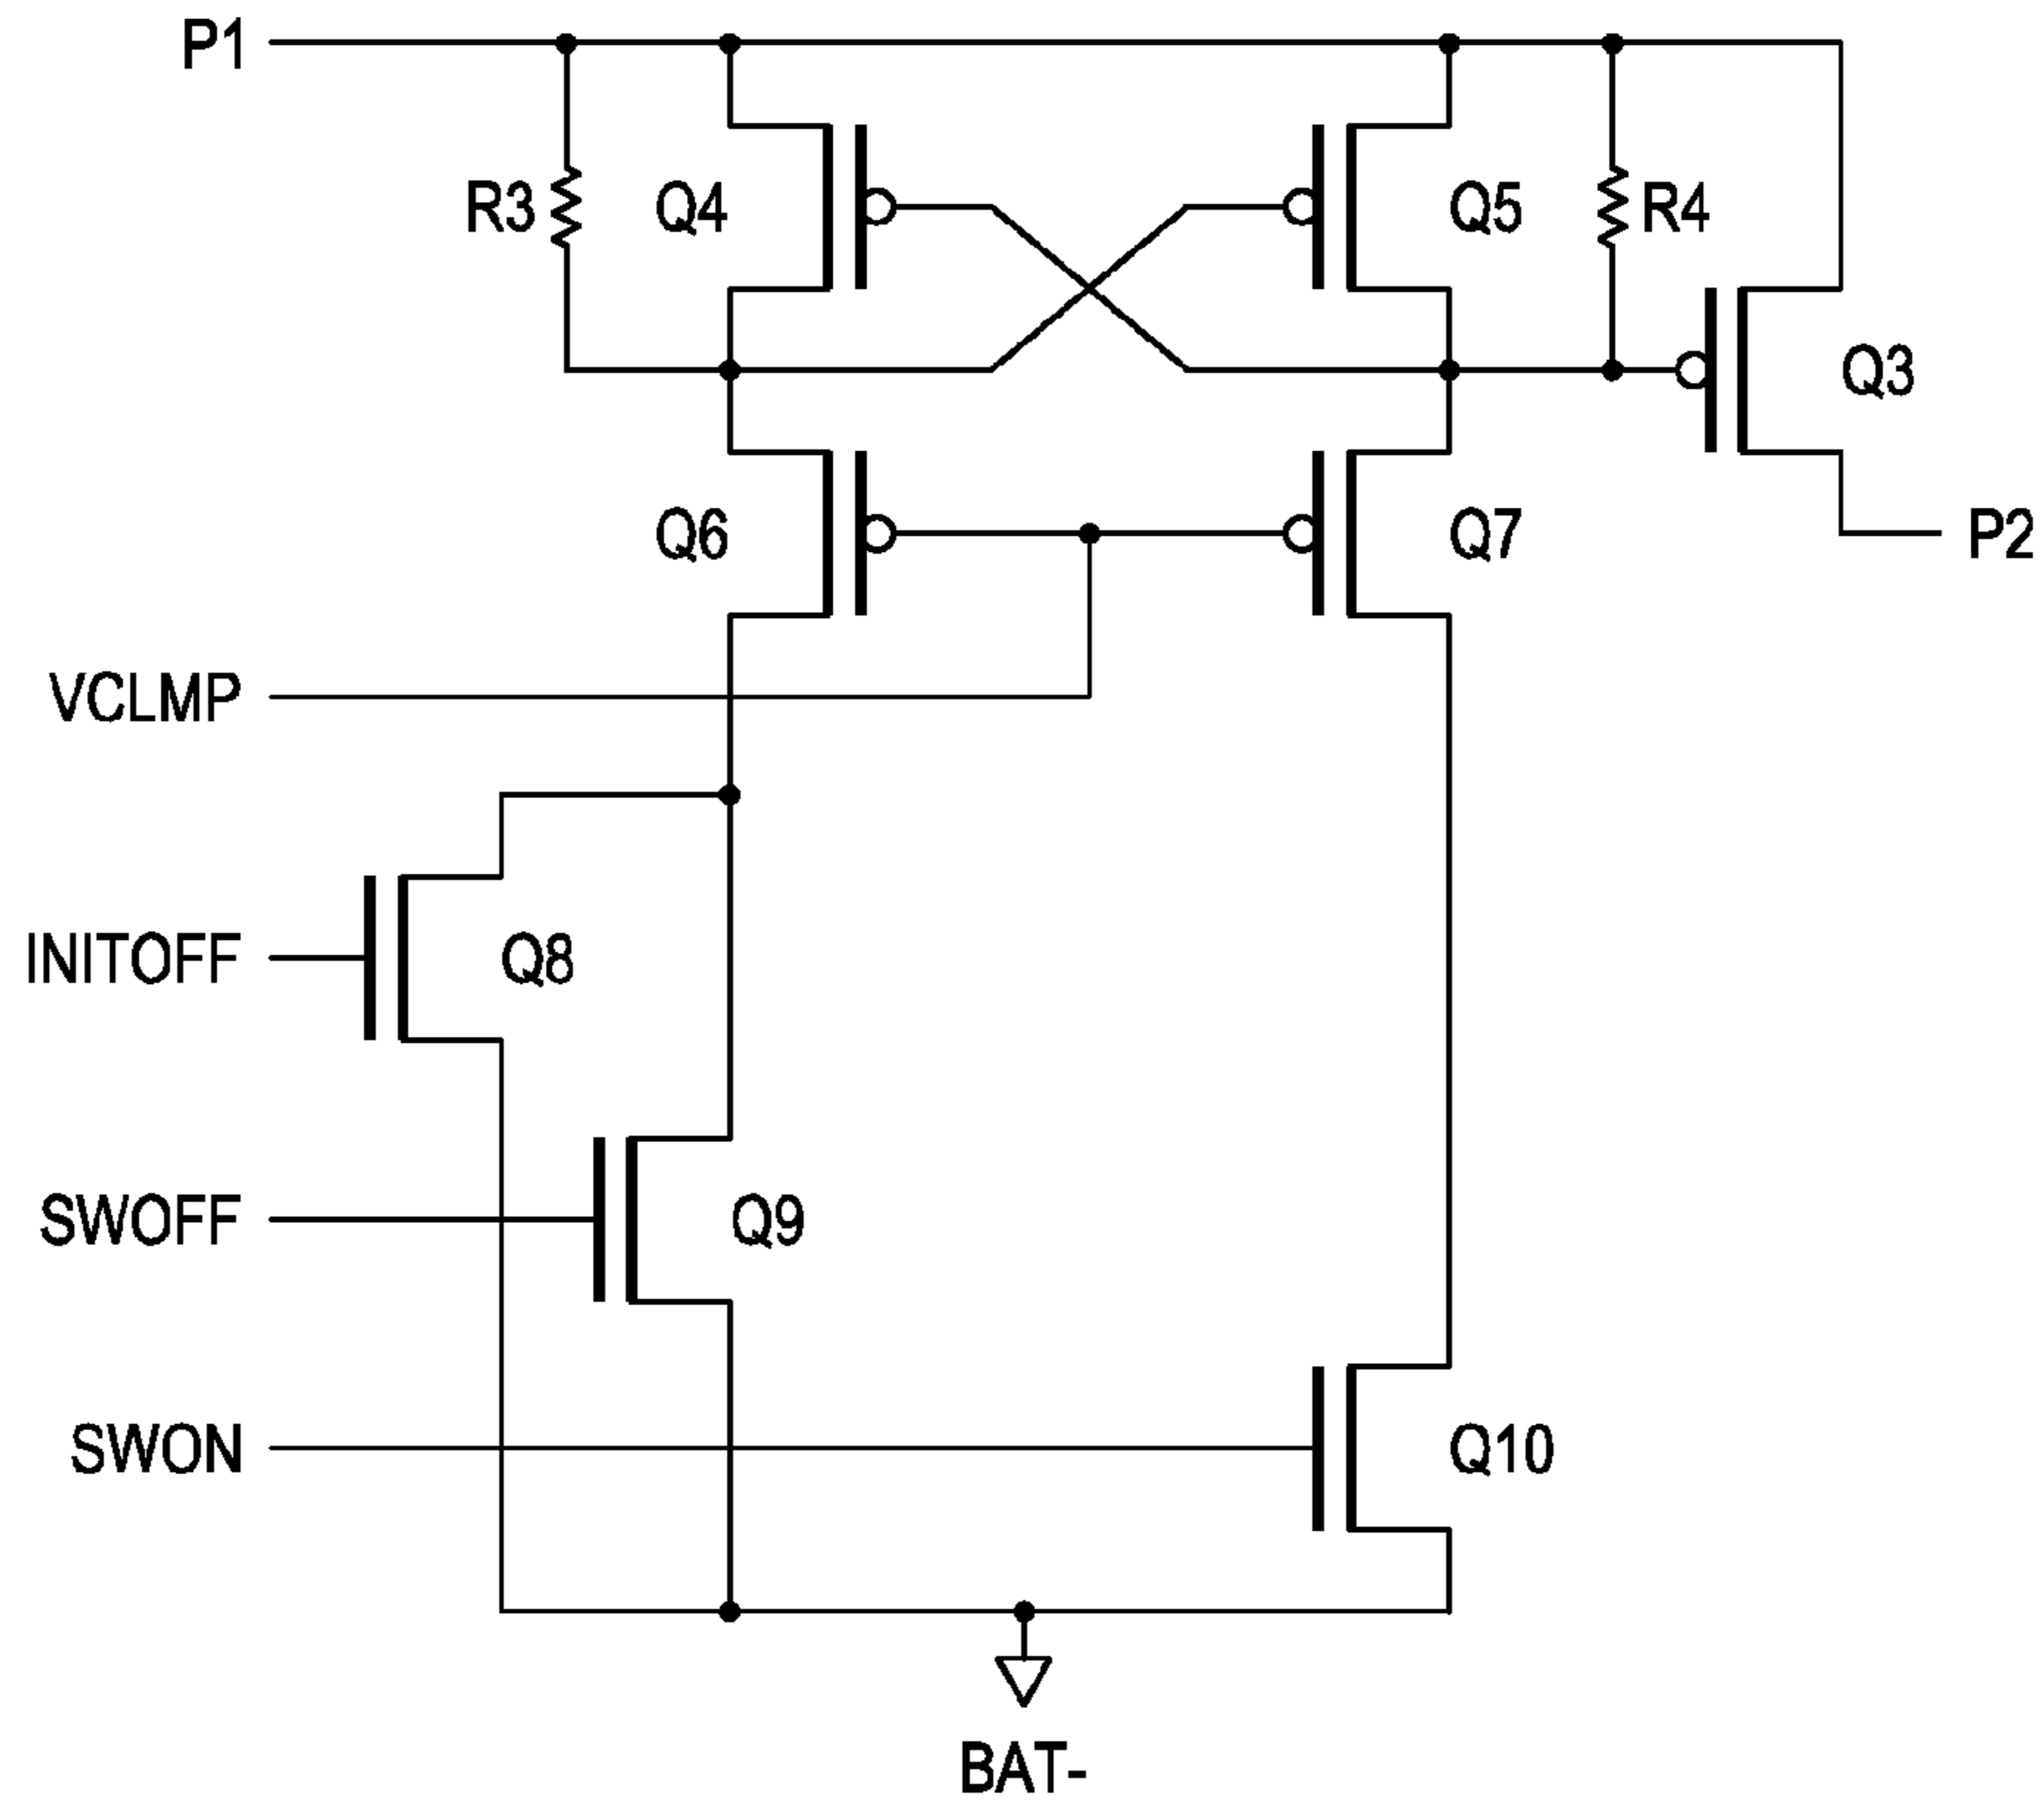 P1
R3
Q4
Q5
R4
Q3
Q6
Q7
P2
VCLMP
INITOFF
Q8
SWOFF
Q9
SWON
Q10
BAT-